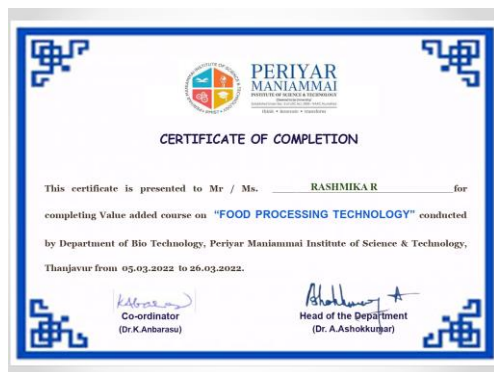 PERIYAR
MANIAMMAI
INSTITUTE OF SCIENCE & TECHNOLOGY
CERTIFICATE OF COMPLETION
This certificate is presented to Mr / Ms. RASHMIKA R for
completing Value added course on "FOOD PROCESSING TECHNOLOGY" conducted
by Department of Bio Technology, Periyar Maniammai Institute of Science & Technology,
Thanjavur from 05.03.2022 to 26.03.2022.
Co-ordinator
(Dr.K.Anbarasu)
Head of the Department
(Dr. A.Ashokkumar)